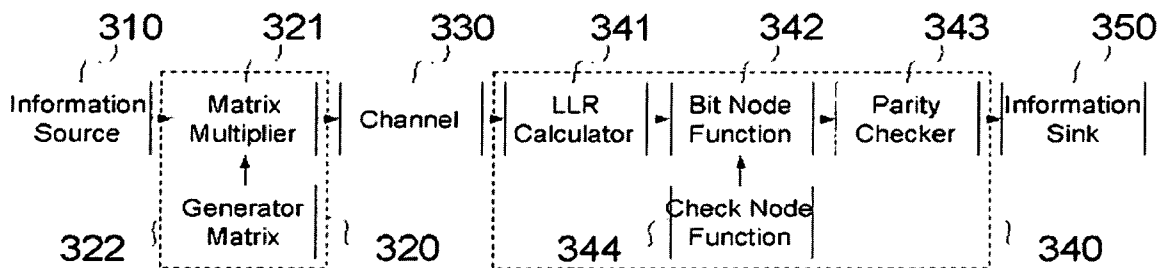 310 321 330 341 342 343 350
Information Source
Matrix Multiplier
Channel
LLR Calculator
Bit Node Function
Parity Checker
Information Sink
Generator Matrix
Check Node Function
322 320 344 340